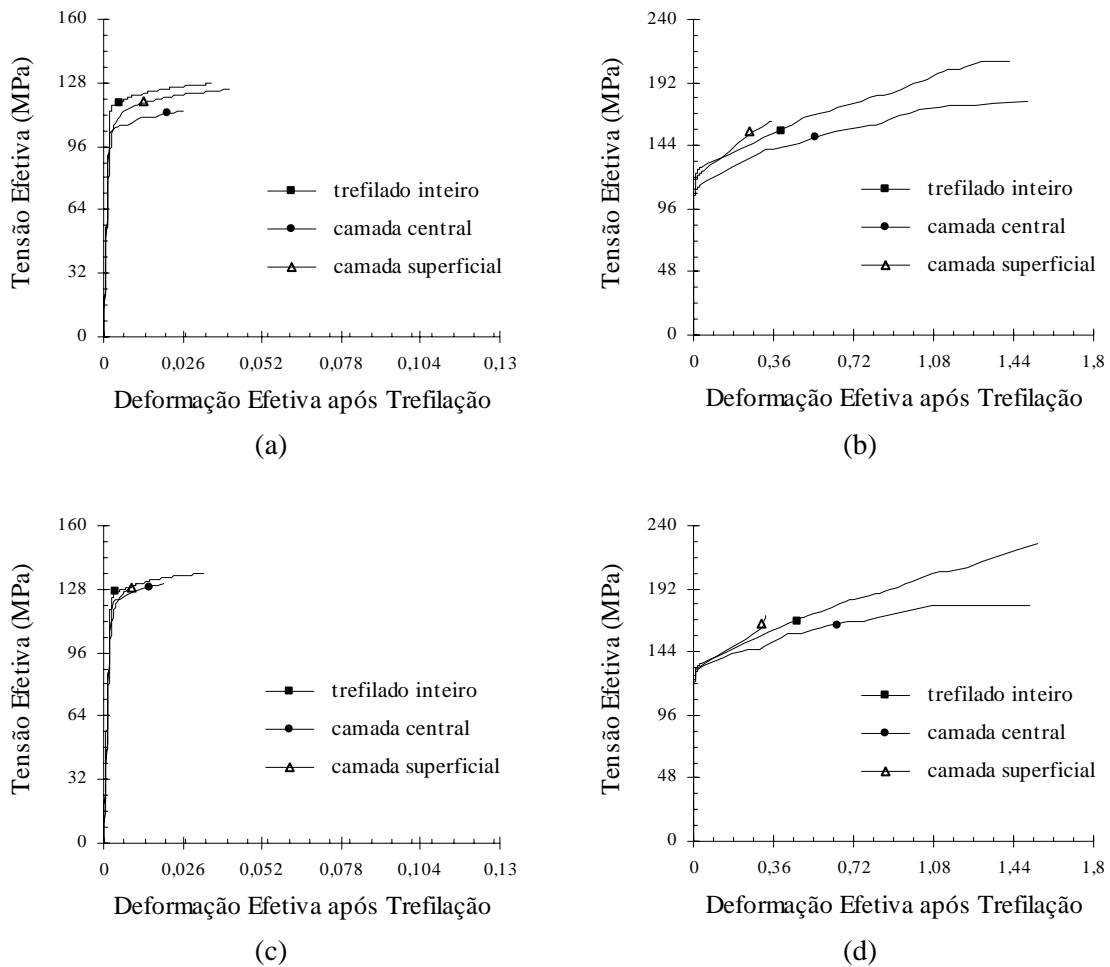 Tensão Efetiva (MPa)
160
128
96
64
32
0
0 0,026 0,052 0,078 0,104 0,13
trefilado inteiro
camada central
camada superficial
Deformação Efetiva após Trefilação
(a)
Tensão Efetiva (MPa)
240
192
144
96
48
0
0 0,36 0,72 1,08 1,44 1,8
trefilado inteiro
camada central
camada superficial
Deformação Efetiva após Trefilação
(b)
Tensão Efetiva (MPa)
160
128
96
64
32
0
0 0,026 0,052 0,078 0,104 0,13
trefilado inteiro
camada central
camada superficial
Deformação Efetiva após Trefilação
(c)
Tensão Efetiva (MPa)
240
192
144
96
48
0
0 0,36 0,72 1,08 1,44 1,8
trefilado inteiro
camada central
camada superficial
Deformação Efetiva após Trefilação
(d)